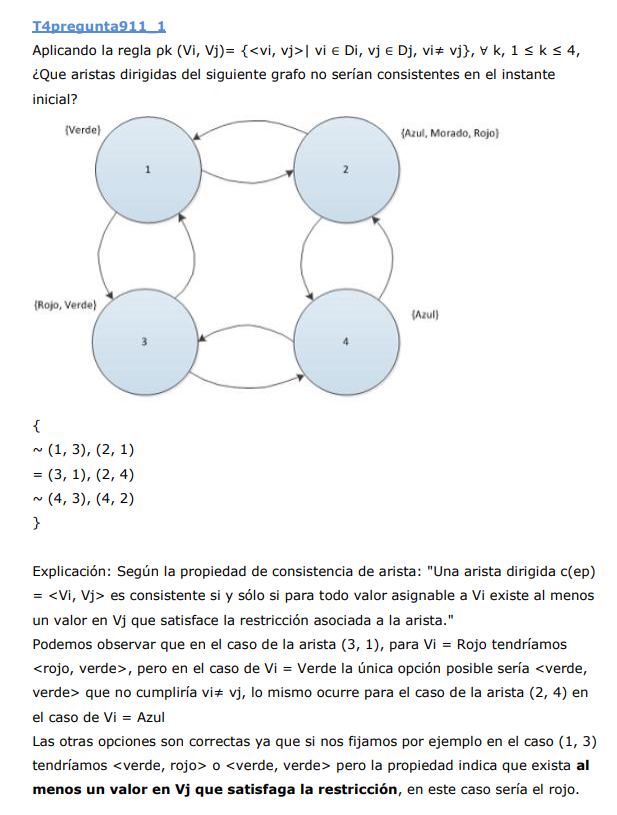 T4pregunta911_1
Aplicando la regla ρk (Vi, Vj)= {<vi, vj>| vi ∈ Di, vj ∈ Dj, vi≠ vj}, ∀ k, 1 ≤ k ≤ 4,
¿Que aristas dirigidas del siguiente grafo no serían consistentes en el instante
inicial?
{Verde}
{Azul, Morado, Rojo}
1
2
{Rojo, Verde}
{Azul}
3
4
{
~ (1, 3), (2, 1)
= (3, 1), (2, 4)
~ (4, 3), (4, 2)
}
Explicación: Según la propiedad de consistencia de arista: "Una arista dirigida c(ep)
= <Vi, Vj> es consistente si y sólo si para todo valor asignable a Vi existe al menos
un valor en Vj que satisface la restricción asociada a la arista."
Podemos observar que en el caso de la arista (3, 1), para Vi = Rojo tendríamos
<rojo, verde>, pero en el caso de Vi = Verde la única opción posible sería <verde,
verde> que no cumpliría vi≠ vj, lo mismo ocurre para el caso de la arista (2, 4) en
el caso de Vi = Azul
Las otras opciones son correctas ya que si nos fijamos por ejemplo en el caso (1, 3)
tendríamos <verde, rojo> o <verde, verde> pero la propiedad indica que exista al
menos un valor en Vj que satisfaga la restricción, en este caso sería el rojo.